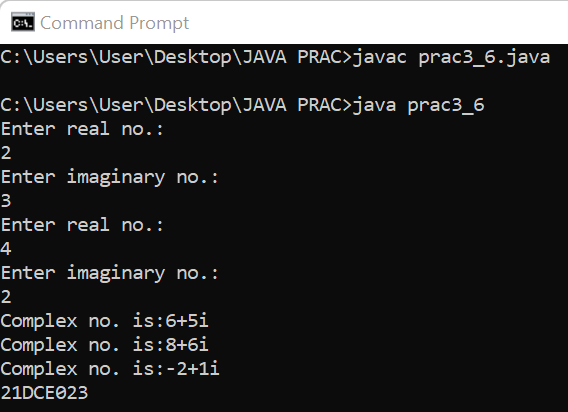 Command Prompt
C:\Users\User\Desktop\JAVA PRAC>javac prac3_6.java
C:\Users\User\Desktop\JAVA PRAC>java prac3_6
Enter real no.:
2
Enter imaginary no.:
3
Enter real no.:
4
Enter imaginary no.:
2
Complex no. is:6+5i
Complex no. is:8+6i
Complex no. is:-2+1i
21DCE023